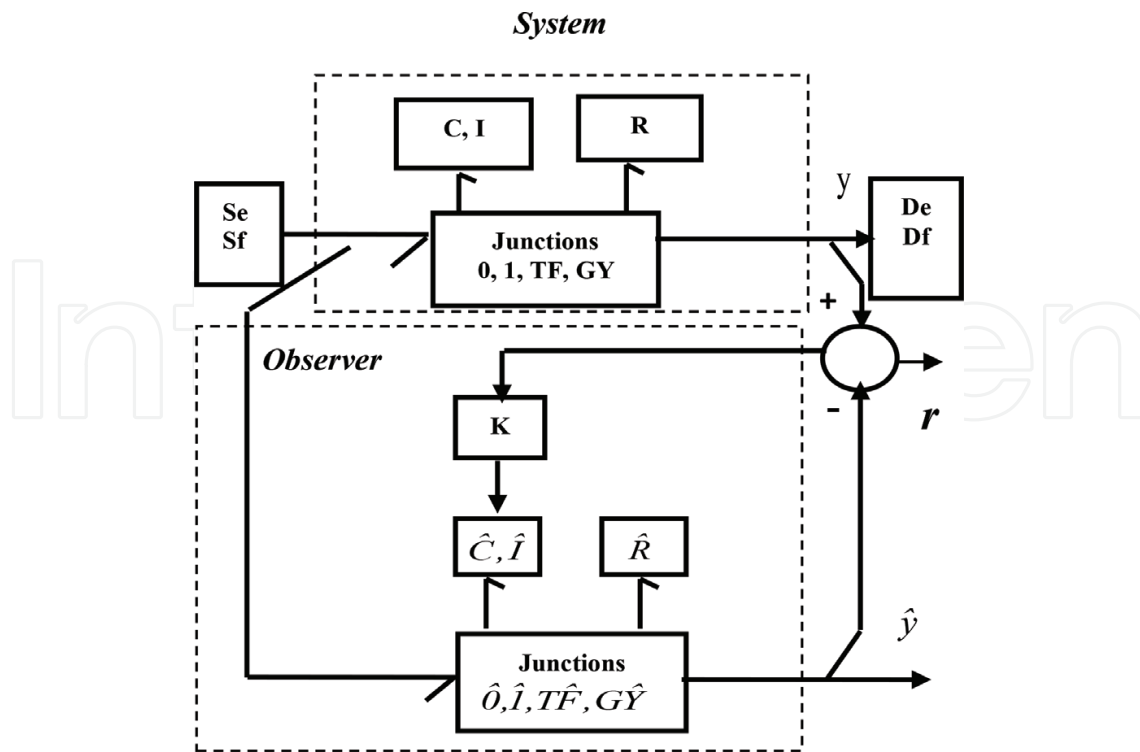 System
C, I
R
y
Se
Sf
De
Df
Junctions
0, 1, TF, GY
+
Observer
K
-
r
Ĉ, Î
R̂
ŷ
Junctions
0̂, 1̂, TF̂, GŶ